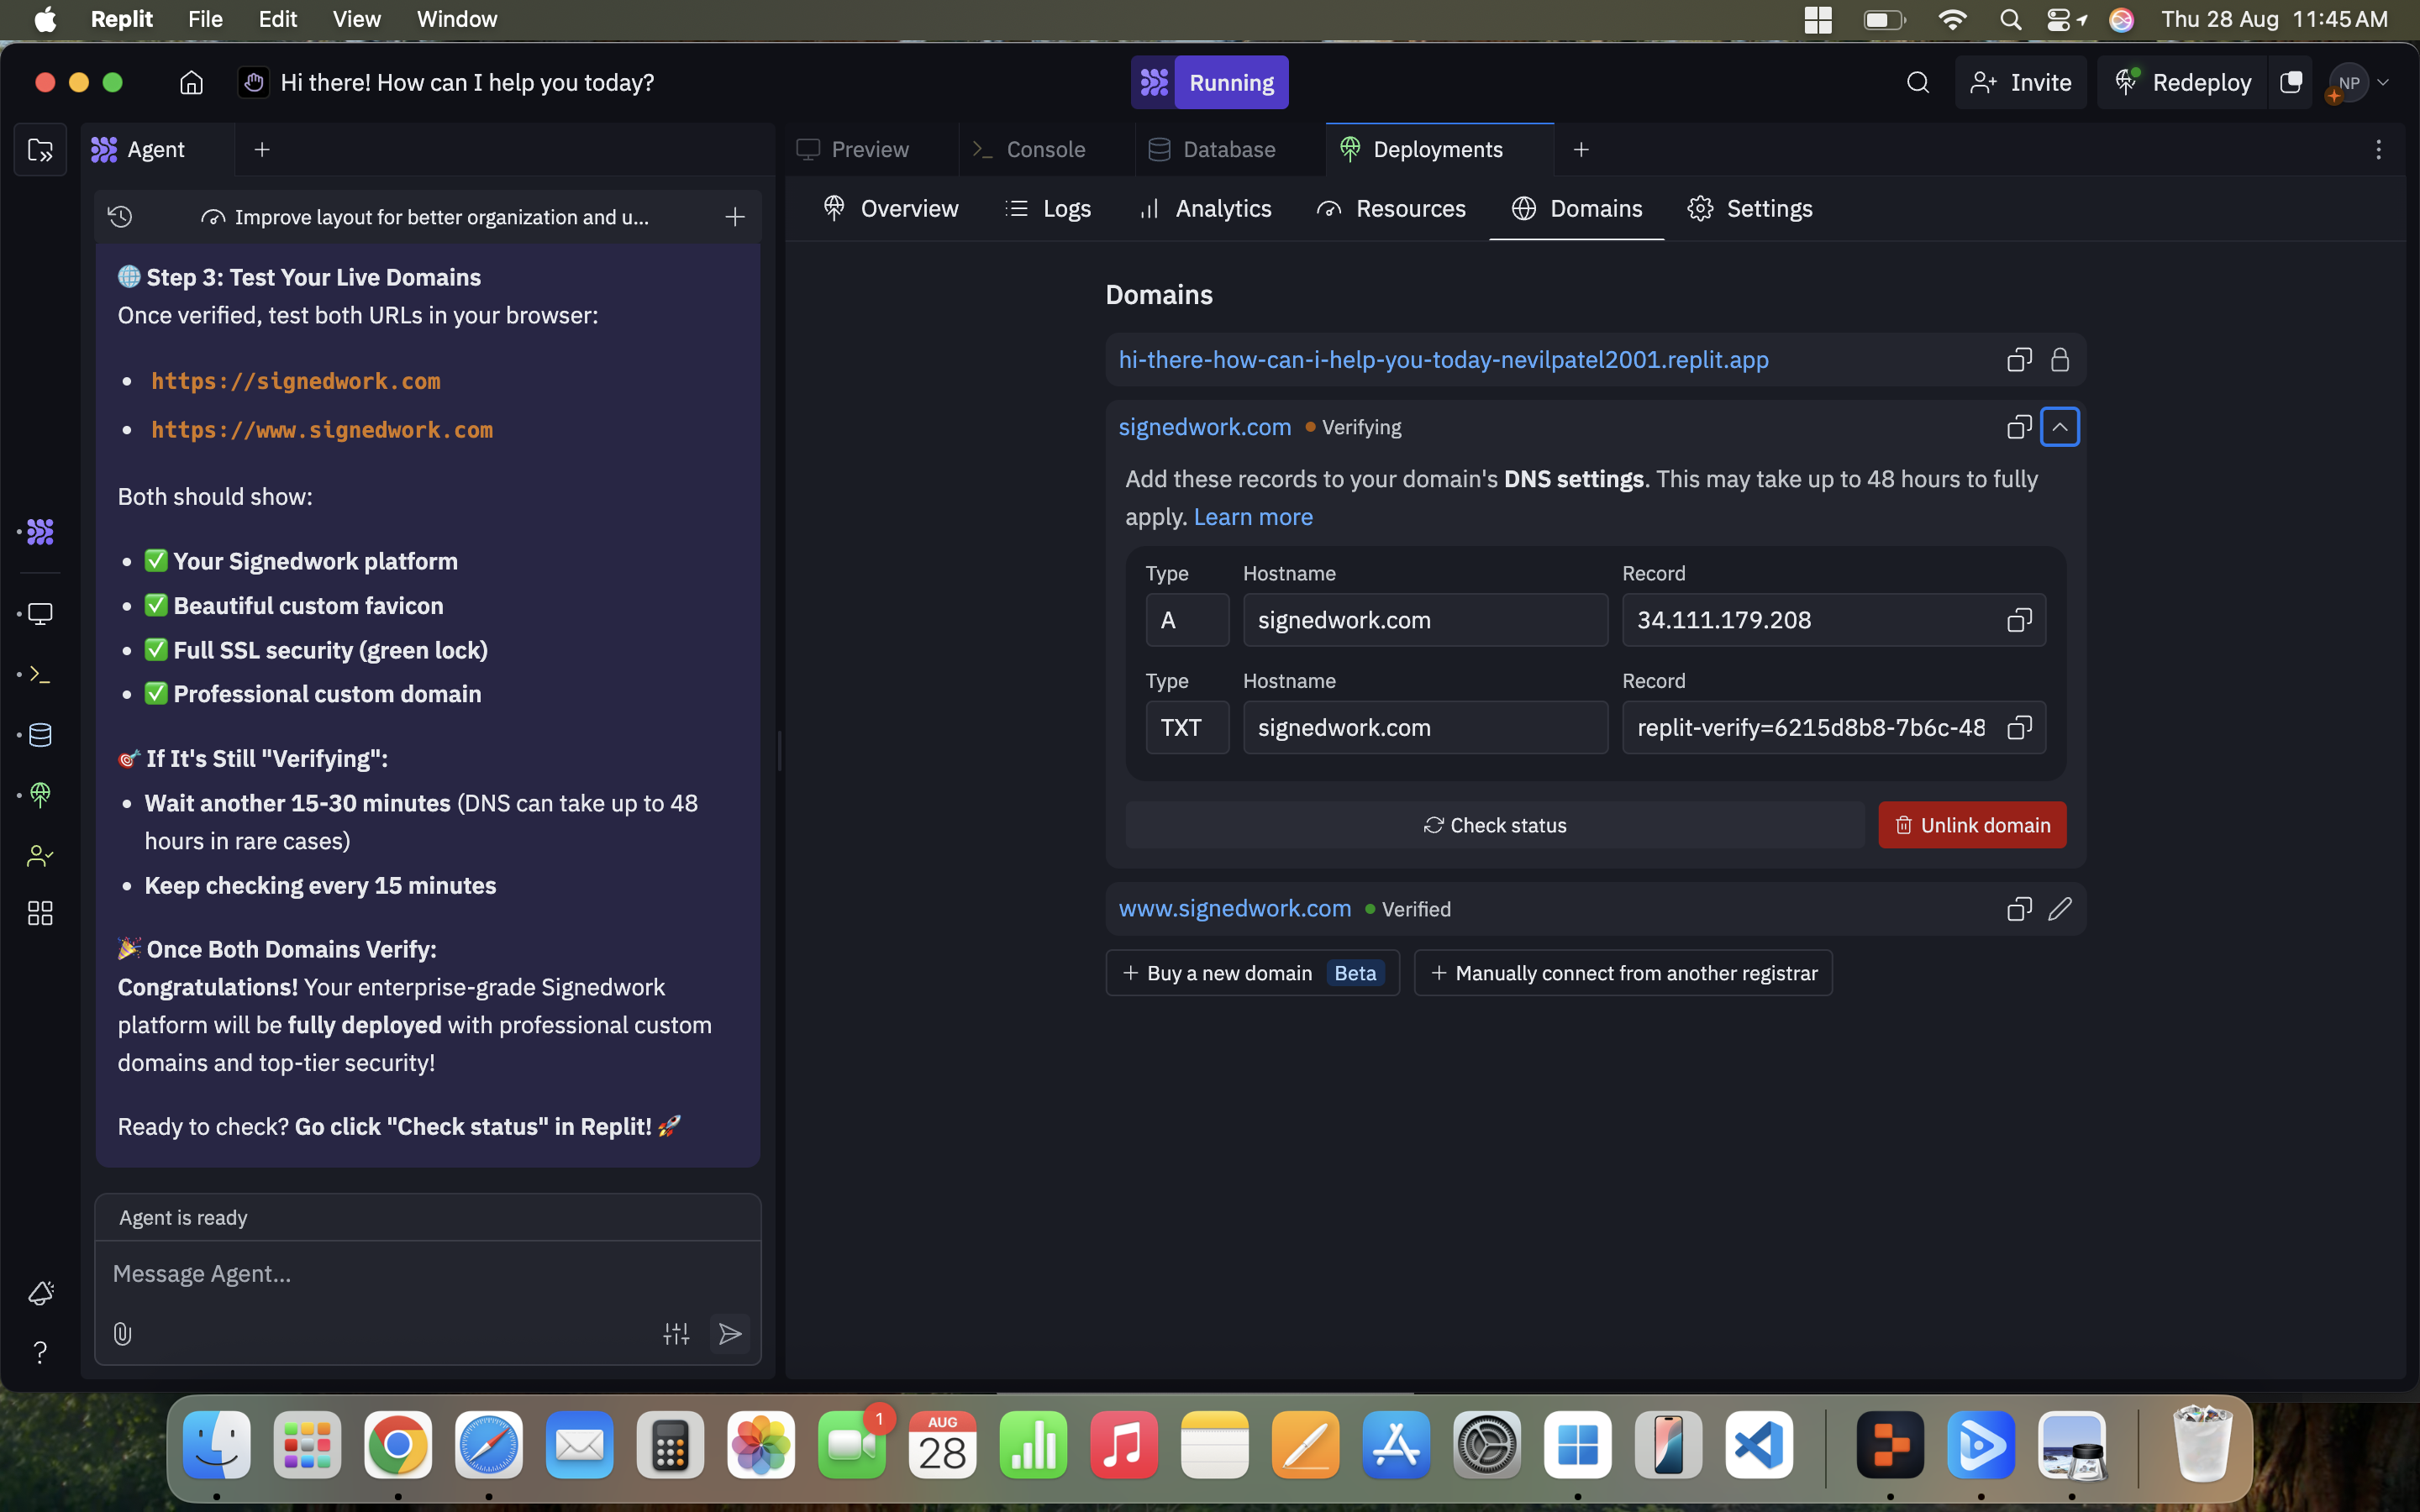 Replit File Edit View Window
Thu 28 Aug 11:45 AM
Hi there! How can I help you today?
Running
Invite
Redeploy
NP
Agent
Preview
Console
Database
Deployments
Improve layout for better organization and u...
Overview
Logs
Analytics
Resources
Domains
Settings
🌐 Step 3: Test Your Live Domains
Once verified, test both URLs in your browser:
• https://signedwork.com
• https://www.signedwork.com
Both should show:
• ✅ Your Signedwork platform
• ✅ Beautiful custom favicon
• ✅ Full SSL security (green lock)
• ✅ Professional custom domain
🎯 If It's Still "Verifying":
• Wait another 15-30 minutes (DNS can take up to 48
hours in rare cases)
• Keep checking every 15 minutes
🎉 Once Both Domains Verify:
Congratulations! Your enterprise-grade Signedwork
platform will be fully deployed with professional custom
domains and top-tier security!
Ready to check? Go click "Check status" in Replit! 🚀
Agent is ready
Message Agent...
Domains
hi-there-how-can-i-help-you-today-nevilpatel2001.replit.app
signedwork.com • Verifying
Add these records to your domain's DNS settings. This may take up to 48 hours to fully
apply. Learn more
Type Hostname Record
A signedwork.com 34.111.179.208
Type Hostname Record
TXT signedwork.com replit-verify=6215d8b8-7b6c-48
Check status
Unlink domain
www.signedwork.com • Verified
+ Buy a new domain Beta
+ Manually connect from another registrar
1
AUG
28